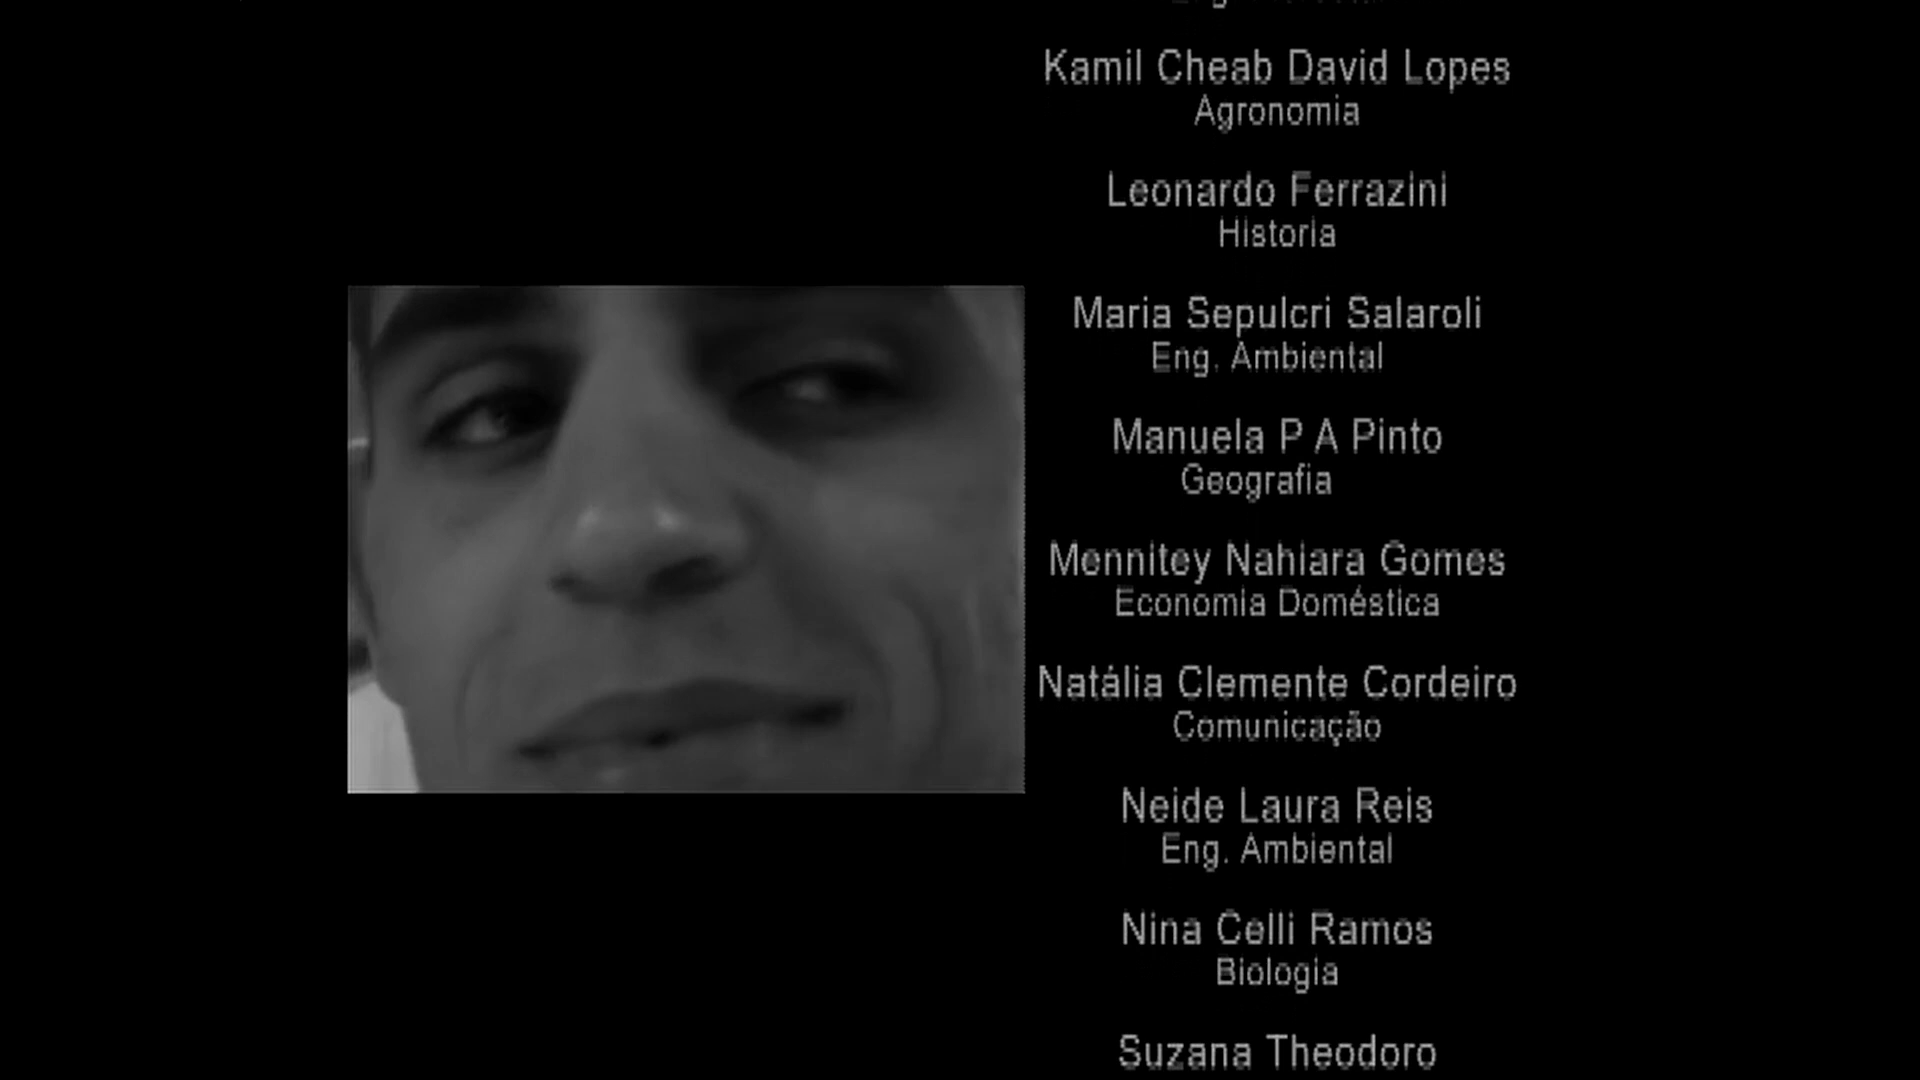 Kamil Cheab David Lopes
Agronomia
Leonardo Ferrazini
Historia
Maria Sepulcri Salaroli
Eng. Ambiental
Manuela P A Pinto
Geografia
Mennitey Nahiara Gomes
Economia Doméstica
Natália Clemente Cordeiro
Comunicação
Neide Laura Reis
Eng. Ambiental
Nina Celli Ramos
Biologia
Suzana Theodoro